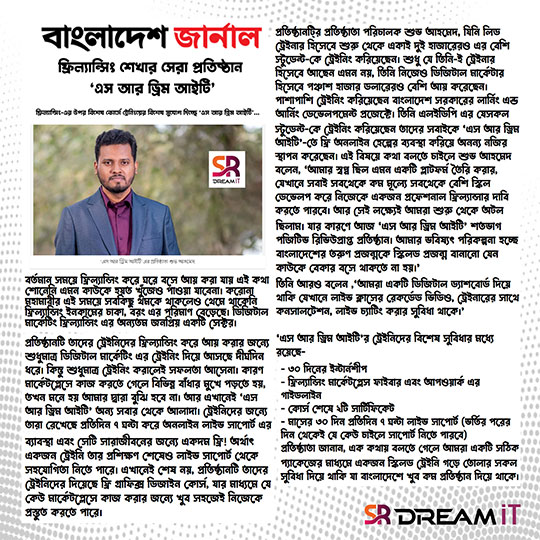 বাংলাদেশ জার্নাল
ফ্রিল্যান্সিং শেখার সেরা প্রতিষ্ঠান
‘এস আর ড্রিম আইটি’
ফ্রিল্যান্সিং-এর উপর বিশেষ কোর্সে ট্রেনিংয়ের বিশেষ সুযোগ দিচ্ছে ‘এস আর ড্রিম আইটি’...
SR
DREAM IT
এস আর ড্রিম আইটি এর প্রতিষ্ঠাতা শুভ আহমেদ
বর্তমান সময়ে ফ্রিল্যান্সিং করে ঘরে বসে আয় করা যায় এই কথা
শোনেনি এমন কাউকে হয়ত খুঁজেও পাওয়া যাবেনা। করোনা
মহামারীর এই সময়ে সবকিছু থমকে থাকলেও থেমে থাকেনি
ফ্রিল্যান্সিং ইনকামের চাকা, বরং এর পরিমাণ বেড়েছে। ডিজিটাল
মার্কেটিং ফ্রিল্যান্সিং এর অন্যতম জনপ্রিয় একটি সেক্টর।
প্রতিষ্ঠানটি তাদের ট্রেইনিদের ফ্রিল্যান্সিং করে আয় করার জন্যে
শুধুমাত্র ডিজিটাল মার্কেটিং এর ট্রেইনিং দিয়ে আসছে দীর্ঘদিন
ধরে। কিন্তু শুধুমাত্র ট্রেইনিং করালেই সফলতা আসেনা। কারণ
মার্কেটপ্লেসে কাজ করতে গেলে বিভিন্ন বাঁধার মুখে পড়তে হয়,
তখন মনে হয় আমার দ্বারা বুঝি হবে না। আর এখানেই ‘এস
আর ড্রিম আইটি’ অন্য সবার থেকে আলাদা। ট্রেইনিদের জন্যে
তারা রেখেছে প্রতিদিন ৭ ঘন্টা করে অনলাইন লাইভ সাপোর্ট এর
ব্যবস্থা এবং সেটি সারাজীবনের জন্যে একদম ফ্রি! অর্থাৎ
একজন ট্রেইনি তার প্রশিক্ষণ শেষেও লাইভ সাপোর্ট থেকে
সহযোগিতা নিতে পারে। এখানেই শেষ নয়, প্রতিষ্ঠানটি তাদের
ট্রেইনিদের দিয়েছে ফ্রি গ্রাফিক্স ডিজাইন কোর্স, যার মাধ্যমে যে
কেউ মার্কেটপ্লেসে কাজ করার জন্যে খুব সহজেই নিজেকে
প্রস্তুত করতে পারে।
প্রতিষ্ঠানটির প্রতিষ্ঠাতা পরিচালক শুভ আহমেদ, যিনি লিড
ট্রেইনার হিসেবে শুরু থেকে একাই দুই হাজারেরও এর বেশি
স্টুডেন্ট-কে ট্রেইনিং করিয়েছেন। শুধু যে তিনি-ই ট্রেইনার
হিসেবে আছেন এমন নয়, তিনি নিজেও ডিজিটাল মার্কেটার
হিসেবে পঞ্চাশ হাজার ডলারেরও বেশি আয় করেছেন।
পাশাপাশি ট্রেইনিং করিয়েছেন বাংলাদেশ সরকারের লার্নিং এন্ড
আর্নিং ডেভেলপমেন্ট প্রজেক্টে। তিনি এলইডিপি এর যেসকল
স্টুডেন্ট-কে ট্রেইনিং করিয়েছেন তাদের সবাইকে ‘এস আর ড্রিম
আইটি’-তে ফ্রি অনলাইন হেল্পের ব্যবস্থা করিয়ে অনন্য নজির
স্থাপন করেছেন। এই বিষয়ে কথা বলতে চাইলে শুভ আহমেদ
বলেন, ‘আমার স্বপ্ন ছিল এমন একটি প্লাটফর্ম তৈরি করার,
যেখানে সবাই সবথেকে কম মূল্যে সবথেকে বেশি স্কিল
ডেভেলপ করে নিজেকে একজন প্রফেশনাল ফ্রিল্যান্সার দাবি
করতে পারবে। আর সেই লক্ষ্যেই আমরা শুরু থেকে অটল
ছিলাম। যার কারণে আজ ‘এস আর ড্রিম আইটি’ শতভাগ
পজিটিভ রিভিউপ্রাপ্ত প্রতিষ্ঠান। আমার ভবিষ্যৎ পরিকল্পনা হচ্ছে
বাংলাদেশের তরুণ প্রজন্মকে স্কিলড প্রজন্ম বানানো যেন
কাউকে বেকার বসে থাকতে না হয়।’
তিনি আরও বলেন ,‘আমরা একটি ডিজিটাল ড্যাশবোর্ড দিয়ে
থাকি যেখানে লাইভ ক্লাসের রেকর্ডেড ভিডিও, ট্রেইনারের সাথে
কনসালটেশন, লাইভ চ্যাটিং করার সুবিধা থাকে।’
‘এস আর ড্রিম আইটি’র ট্রেইনিদের বিশেষ সুবিধার মধ্যে
রয়েছে-
- ৩০ দিনের ইন্টার্নশীপ
- ফ্রিল্যান্সিং মার্কেটপ্লেস ফাইবার এবং আপওয়ার্ক এর
গাইডলাইন
- কোর্স শেষে ২টি সার্টিফিকেট
- মাসের ৩০ দিন প্রতিদিন ৭ ঘন্টা লাইভ সাপোর্ট (ভর্তির পরের
দিন থেকেই যে কেউ চাইলে সাপোর্ট নিতে পারবে)
প্রতিষ্ঠাতা জানান, এক কথায় বলতে গেলে আমরা একটি সঠিক
প্যাকেজের মাধ্যমে একজন স্কিলড ট্রেইনি গড়ে তোলার সকল
সুবিধা দিয়ে থাকি যা বাংলাদেশে খুব কম প্রতিষ্ঠান দিয়ে থাকে।
SR DREAM iT